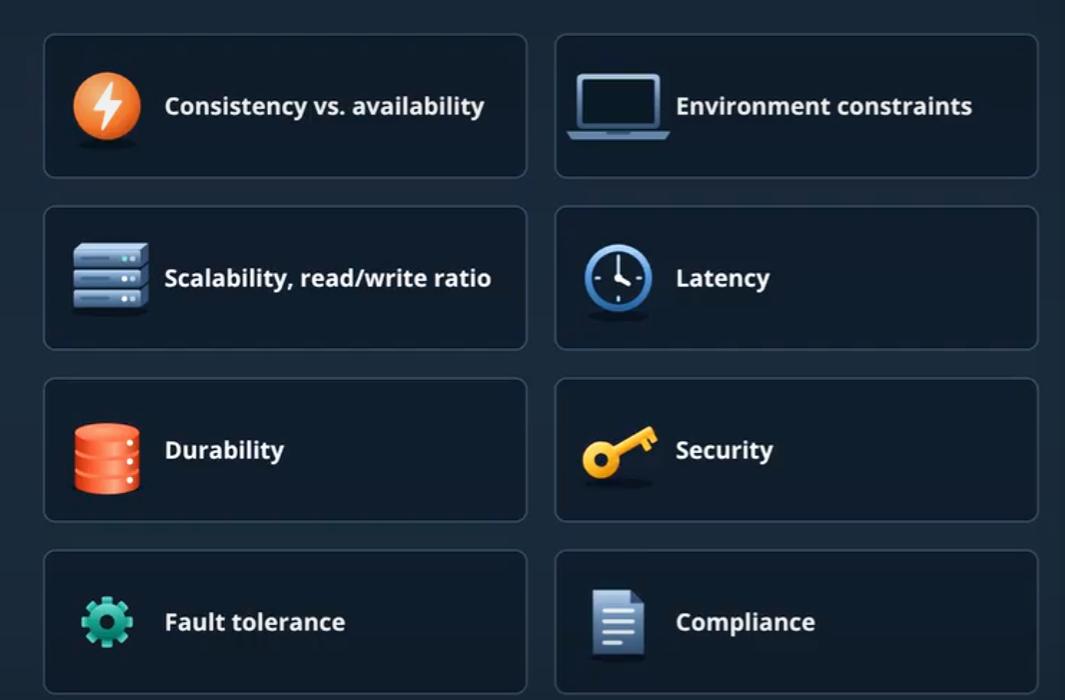 Consistency vs. availability
Environment constraints
Scalability, read/write ratio
Latency
Durability
Security
Fault tolerance
Compliance